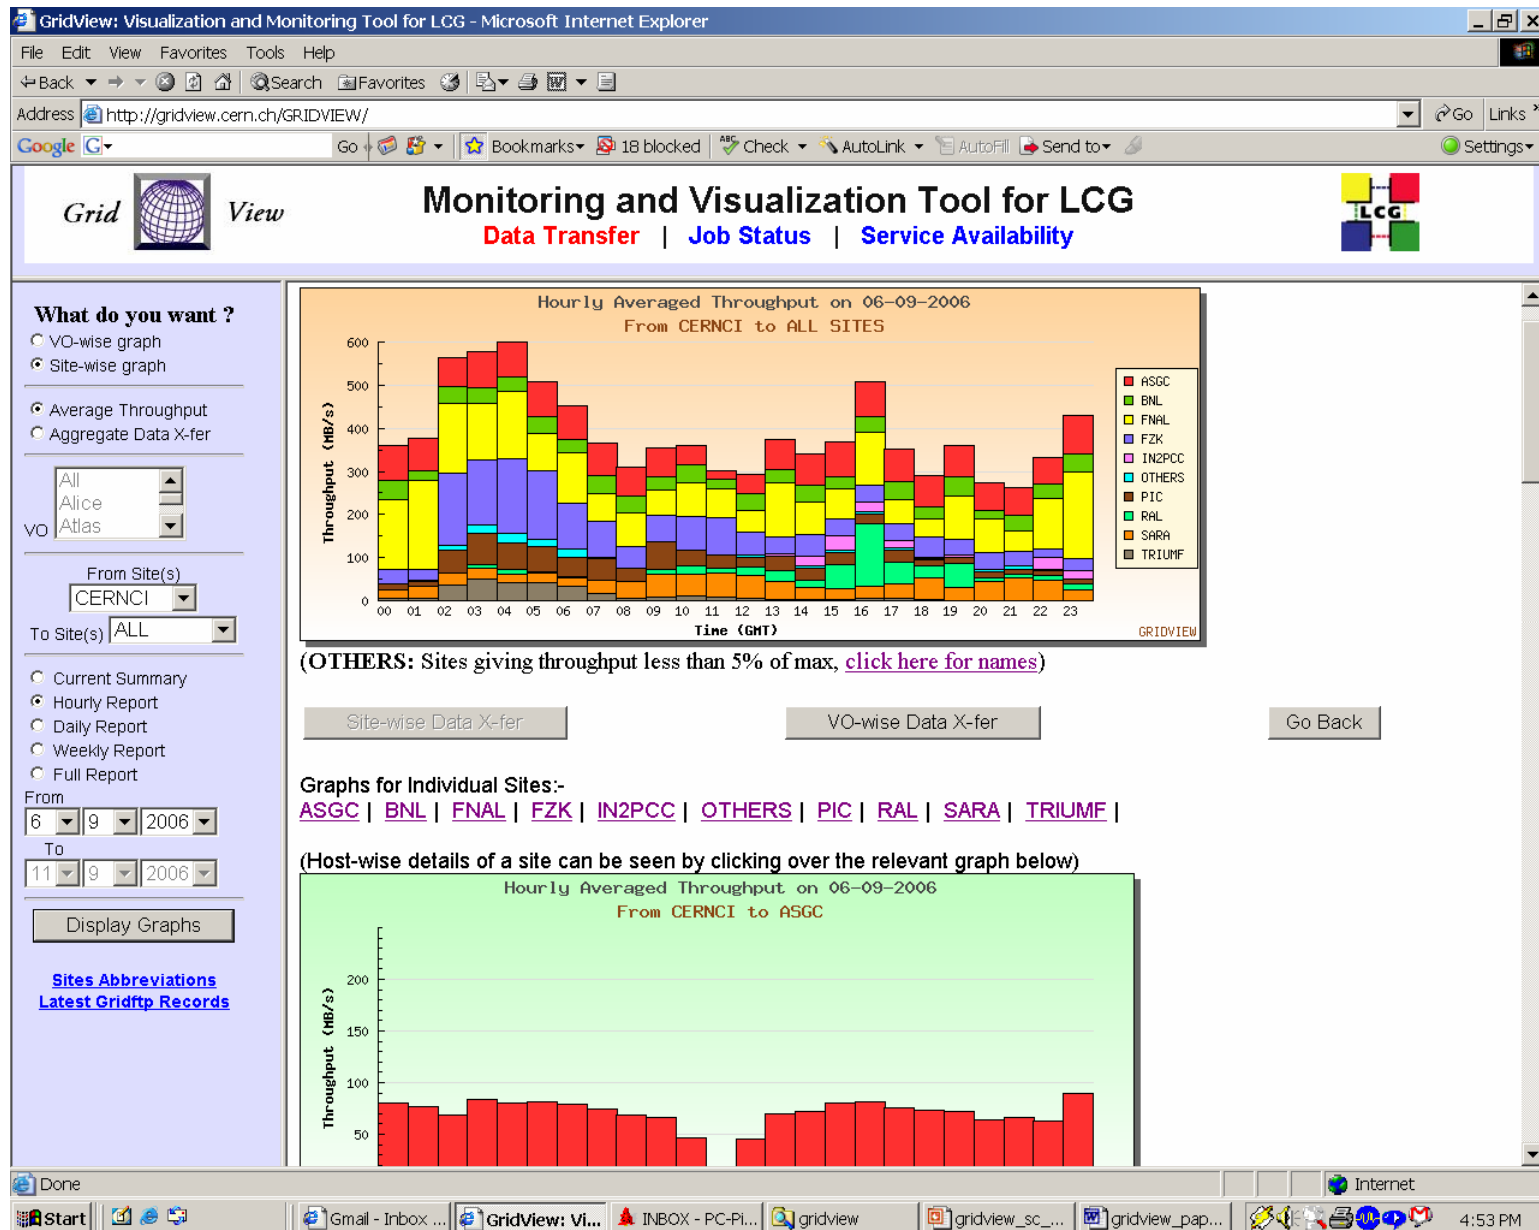 GridView: Visualization and Monitoring Tool for LCG - Microsoft Internet Explorer
File Edit View Favorites Tools Help
Back Search Favorites
Address http://gridview.cern.ch/GRIDVIEW/ Go Links »
Google G Go Bookmarks 18 blocked ABC Check AutoLink AutoFill Send to Settings
Grid View
Monitoring and Visualization Tool for LCG
Data Transfer | Job Status | Service Availability
LCG
What do you want ?
VO-wise graph
Site-wise graph
Average Throughput
Aggregate Data X-fer
VO
All
Alice
Atlas
From Site(s)
CERNCI
To Site(s) ALL
Current Summary
Hourly Report
Daily Report
Weekly Report
Full Report
From
6 9 2006
To
11 9 2006
Display Graphs
Sites Abbreviations
Latest Gridftp Records
Hourly Averaged Throughput on 06-09-2006
From CERNCI to ALL SITES
Throughput (MB/s)
600
500
400
300
200
100
0
00 01 02 03 04 05 06 07 08 09 10 11 12 13 14 15 16 17 18 19 20 21 22 23
Time (GMT)
ASGC
BNL
FNAL
FZK
IN2PCC
OTHERS
PIC
RAL
SARA
TRIUMF
GRIDVIEW
(OTHERS: Sites giving throughput less than 5% of max, click here for names)
Site-wise Data X-fer VO-wise Data X-fer Go Back
Graphs for Individual Sites:-
ASGC | BNL | FNAL | FZK | IN2PCC | OTHERS | PIC | RAL | SARA | TRIUMF |
(Host-wise details of a site can be seen by clicking over the relevant graph below)
Hourly Averaged Throughput on 06-09-2006
From CERNCI to ASGC
Throughput (MB/s)
200
150
100
50
Done Internet
Start Gmail - Inbox ... GridView: Vi... INBOX - PC-Pi... gridview gridview_sc_... gridview_pap... 4:53 PM